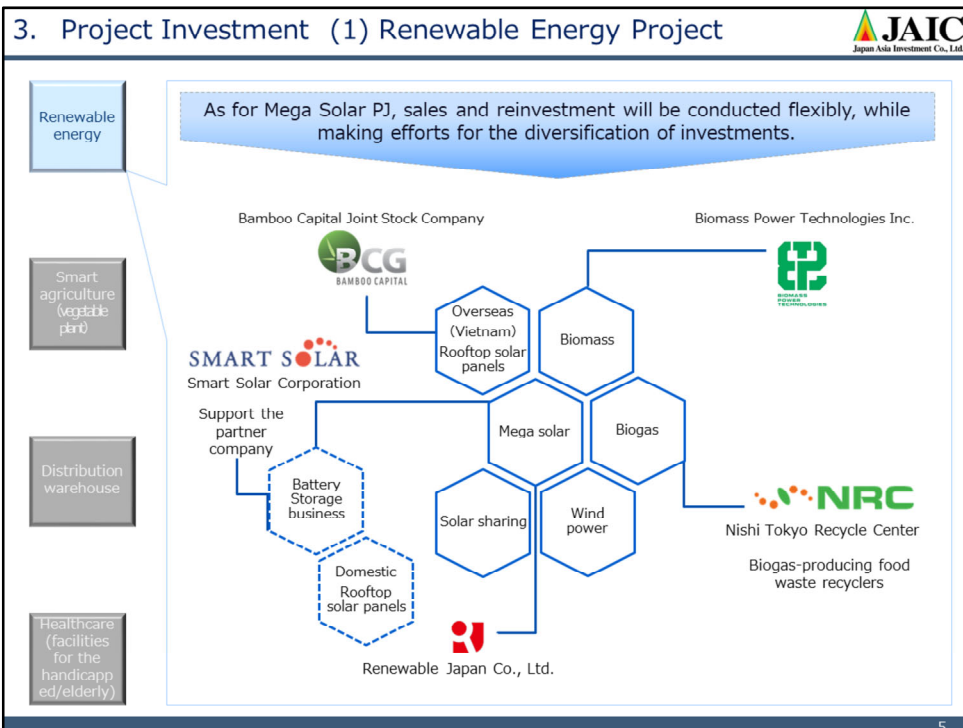 3. Project Investment (1) Renewable Energy Project
JAIC
Japan Asia Investment Co., Ltd.
Renewable
energy
As for Mega Solar PJ, sales and reinvestment will be conducted flexibly, while
making efforts for the diversification of investments.
Bamboo Capital Joint Stock Company
BCG
BAMBOO CAPITAL
Biomass Power Technologies Inc.
BIOMASS
POWER
TECHNOLOGIES
Smart
agriculture
(vegetable
plant)
Overseas
(Vietnam)
Rooftop solar
panels
Biomass
SMART SOLAR
Smart Solar Corporation
Support the
partner
company
Mega solar
Biogas
Distribution
warehouse
Battery
Storage
business
Solar sharing
Wind
power
NRC
Nishi Tokyo Recycle Center
Biogas-producing food
waste recyclers
Domestic
Rooftop
solar panels
Healthcare
(facilities
for the
handicapp
ed/elderly)
Renewable Japan Co., Ltd.
5